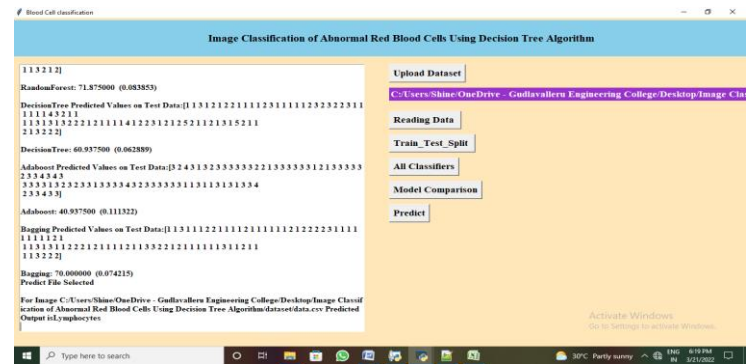 Blood Cell classification
Image Classification of Abnormal Red Blood Cells Using Decision Tree Algorithm
1 1 3 2 1 2]
RandomForest: 71.875000 (0.083853)
DecisionTree Predicted Values on Test Data:[1 1 3 1 2 1 2 2 1 1 1 1 2 3 1 1 1 1 1 2 3 2 3 2 2 3 1 1
1 1 1 1 4 3 2 1 1
1 1 3 1 3 1 3 2 2 2 1 2 1 1 1 1 4 1 2 2 3 1 2 1 2 5 2 1 1 2 1 3 1 5 2 1 1
2 1 3 2 2 2]
DecisionTree: 60.937500 (0.062889)
Adaboost Predicted Values on Test Data:[3 2 4 3 1 3 2 3 3 3 3 3 3 2 2 1 3 3 3 3 3 3 1 2 1 3 3 3 3 3
2 3 3 4 3 4 3
3 3 3 3 1 3 2 3 2 3 3 1 3 3 3 3 4 3 2 3 3 3 3 3 3 1 1 3 1 1 3 1 3 1 3 3 4
2 3 3 4 3 3]
Adaboost: 40.937500 (0.111322)
Bagging Predicted Values on Test Data:[1 1 3 1 1 1 2 2 1 1 1 1 2 1 1 1 1 1 1 2 1 2 2 2 2 3 1 1 1 1
1 1 1 1 1 2 1
1 1 3 1 3 1 1 2 2 2 1 2 1 1 1 1 2 1 1 3 3 2 2 1 2 1 1 1 1 1 1 3 1 1 2 1 1
1 1 3 2 2 2]
Bagging: 70.000000 (0.074215)
Predict File Selected
For Image C:/Users/Shine/OneDrive - Gudlavalleru Engineering College/Desktop/Image Classif
ication of Abnormal Red Blood Cells Using Decision Tree Algorithm/dataset/data.csv Predicted
Output isLymphocytes
Upload Dataset
C:/Users/Shine/OneDrive - Gudlavalleru Engineering College/Desktop/Image Clas
Reading Data
Train_Test_Split
All Classifiers
Model Comparison
Predict
Activate Windows
Go to Settings to activate Windows.
Type here to search
30°C Partly sunny
ENG
IN
6:19 PM
3/21/2022